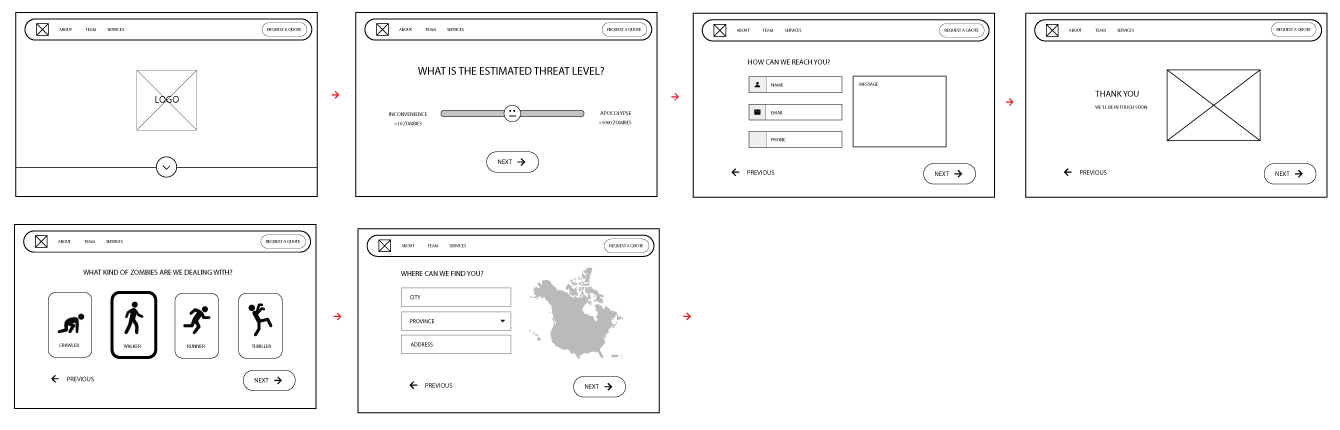 ABOUT TEAM SERVICES REQUEST A QUOTE
LOGO
ABOUT TEAM SERVICES REQUEST A QUOTE
WHAT IS THE ESTIMATED THREAT LEVEL?
INCONVENIENCE
<10 ZOMBIES
APOCOLYPSE
>1000 ZOMBIES
NEXT
ABOUT TEAM SERVICES REQUEST A QUOTE
HOW CAN WE REACH YOU?
NAME
EMAIL
PHONE
MESSAGE
PREVIOUS
NEXT
ABOUT TEAM SERVICES REQUEST A QUOTE
THANK YOU
WE'LL BE IN TOUCH SOON.
PREVIOUS
NEXT
ABOUT TEAM SERVICES REQUEST A QUOTE
WHAT KIND OF ZOMBIES ARE WE DEALING WITH?
CRAWLER
WALKER
RUNNER
THRILLER
PREVIOUS
NEXT
ABOUT TEAM SERVICES REQUEST A QUOTE
WHERE CAN WE FIND YOU?
CITY
PROVINCE
ADDRESS
PREVIOUS
NEXT